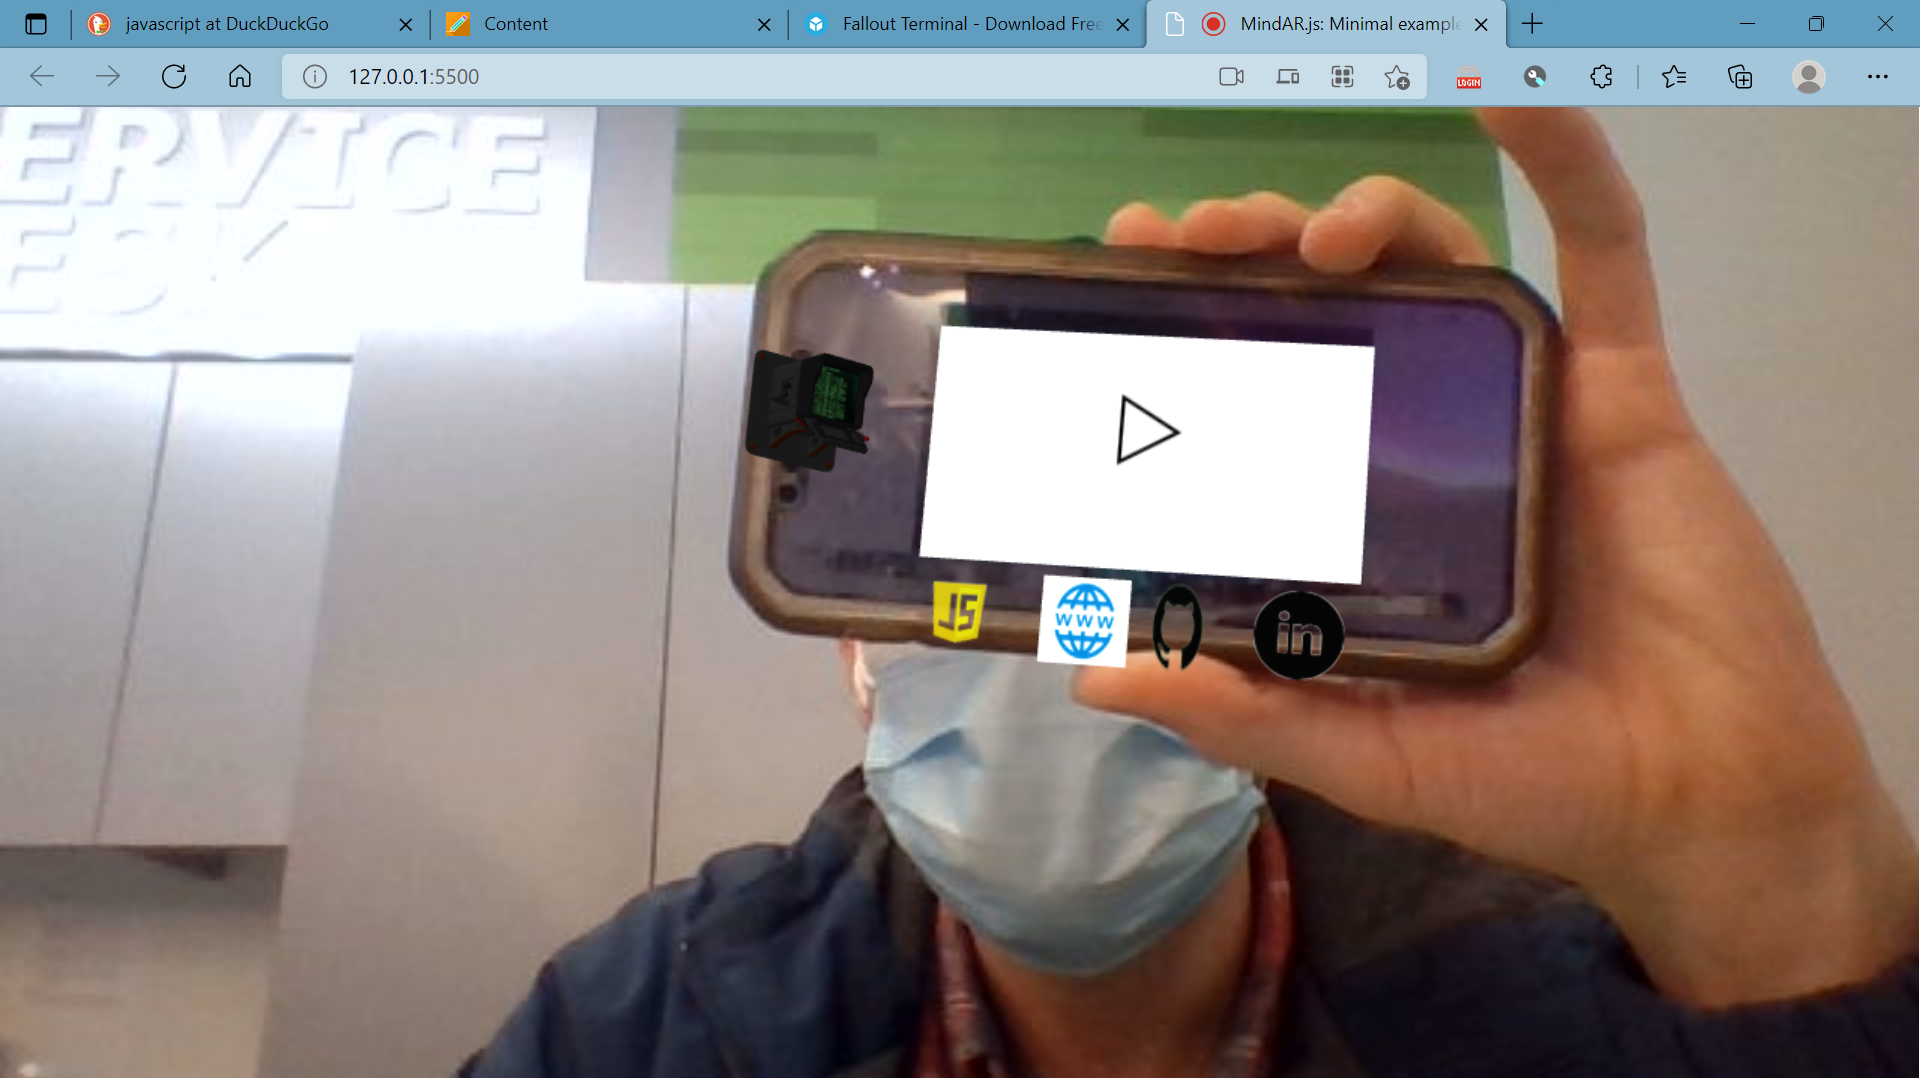 javascript at DuckDuckGo
Content
Fallout Terminal - Download Free
MindAR.js: Minimal example
127.0.0.1:5500
LOGIN
ERVICE
ESK
JS
WWW
in